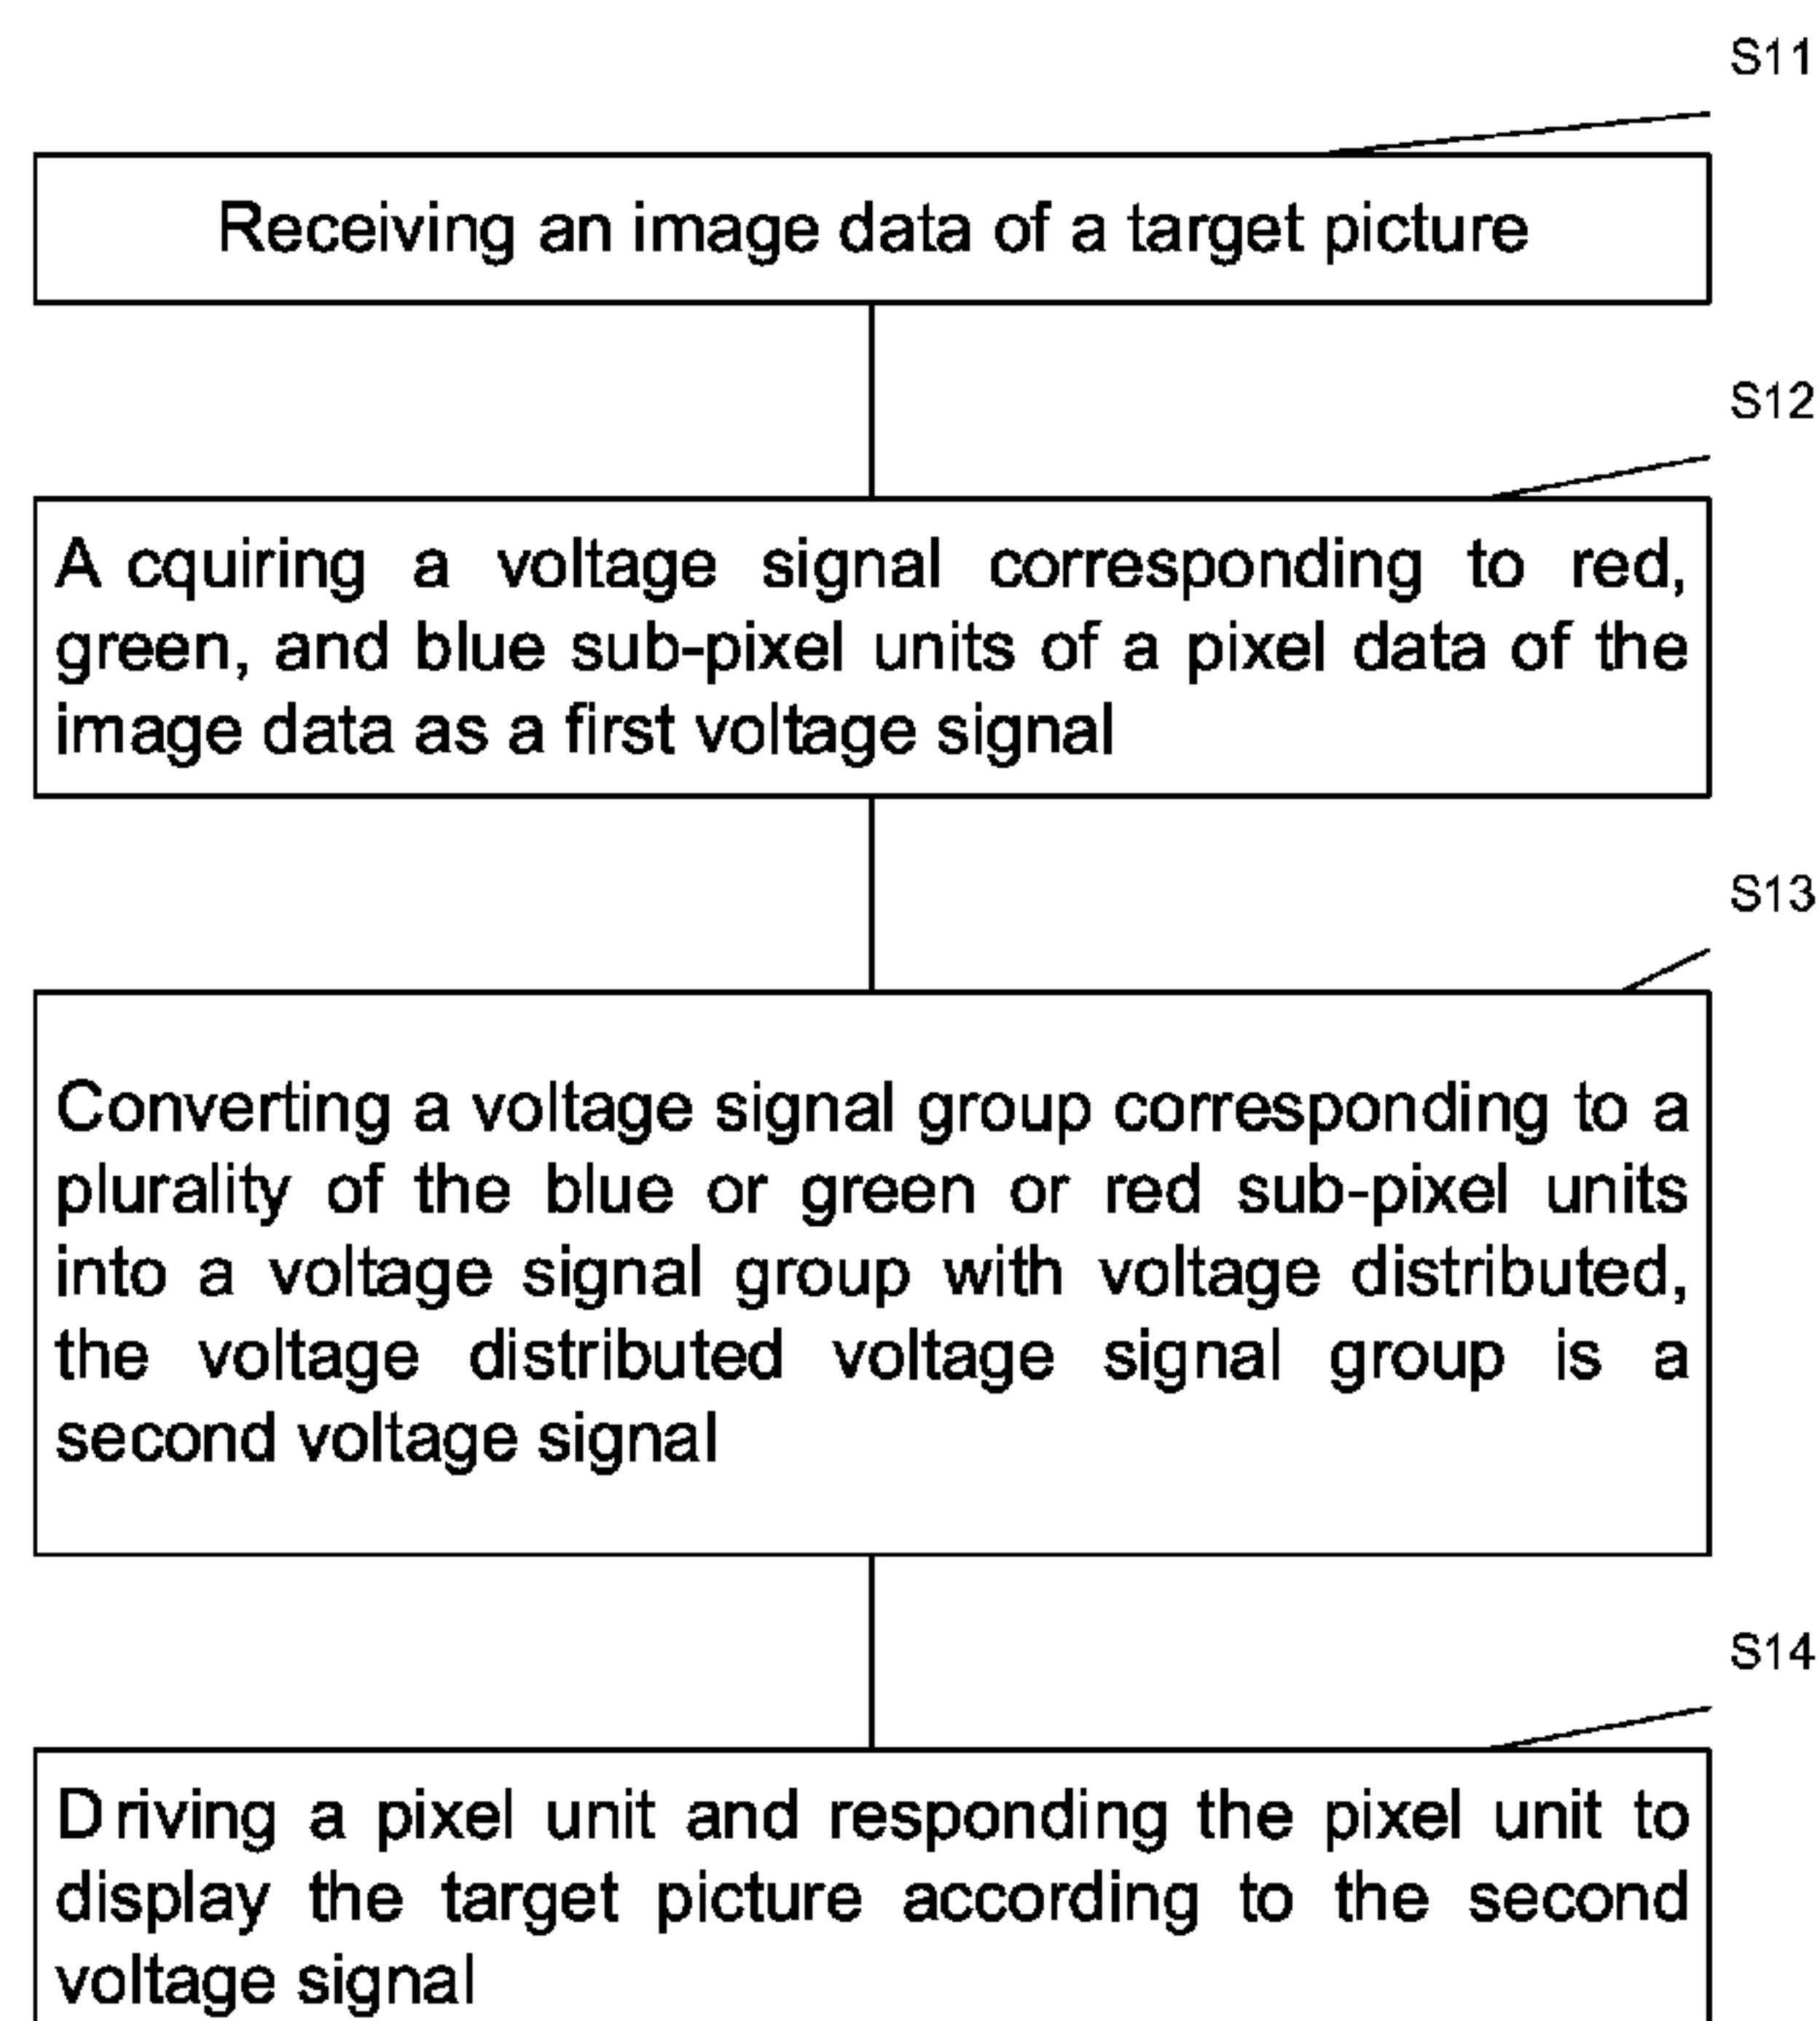 S11
Receiving an image data of a target picture
S12
A cquiring a voltage signal corresponding to red,
green, and blue sub-pixel units of a pixel data of the
image data as a first voltage signal
S13
Converting a voltage signal group corresponding to a
plurality of the blue or green or red sub-pixel units
into a voltage signal group with voltage distributed,
the voltage distributed voltage signal group is a
second voltage signal
S14
D riving a pixel unit and responding the pixel unit to
display the target picture according to the second
voltage signal